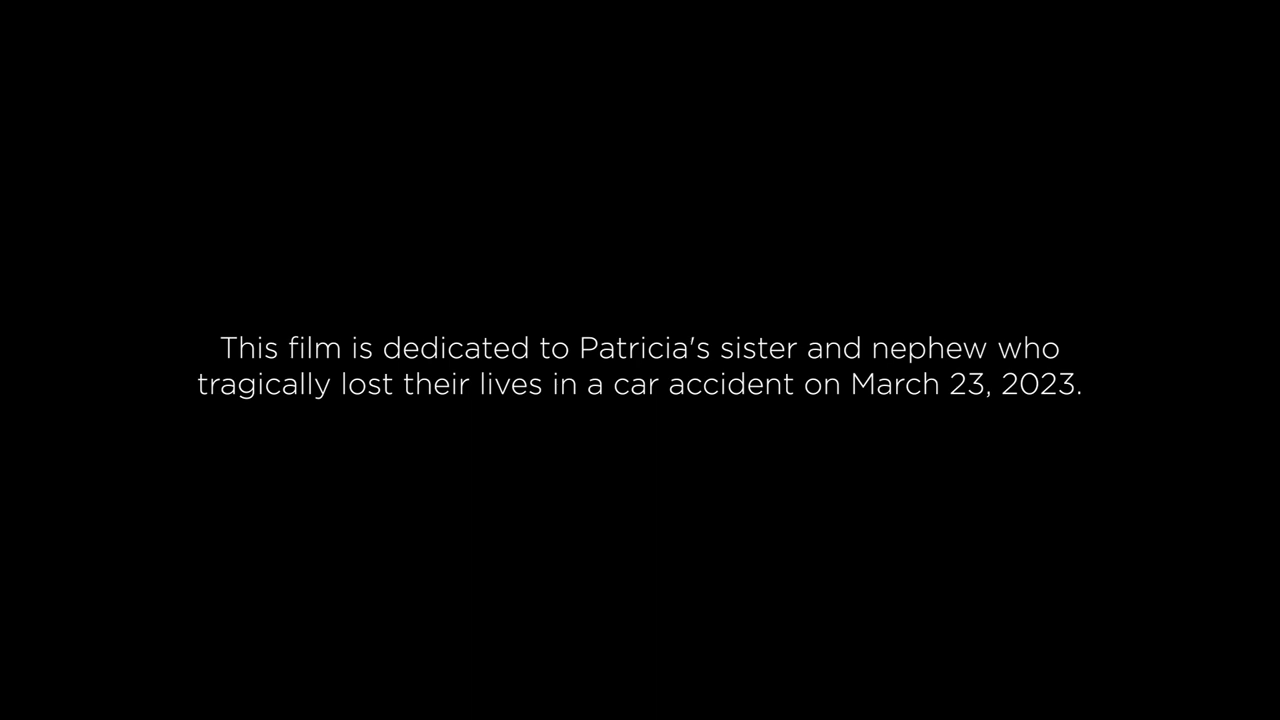 This film is dedicated to Patricia's sister and nephew who
tragically lost their lives in a car accident on March 23, 2023.